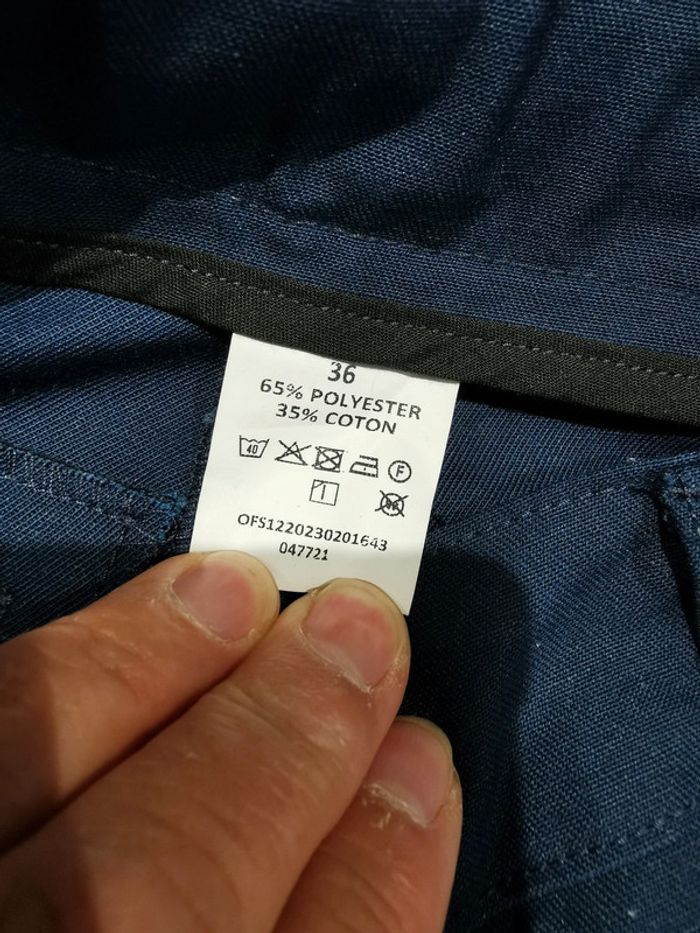 36
65% POLYESTER
35% COTON
40 F
OFS1220230201643
047721